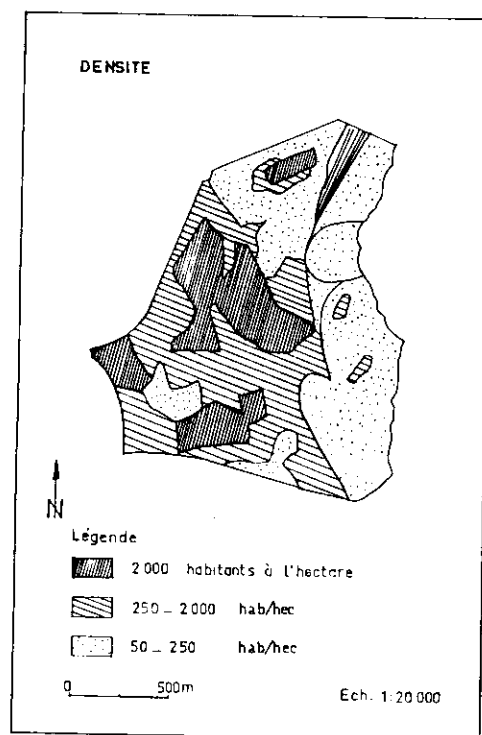 DENSITE
N
Légende
2 000 habitants à l'hectare
250 _ 2 000 hab/hec
50 _ 250 hab/hec
0 500m
Ech. 1:20 000